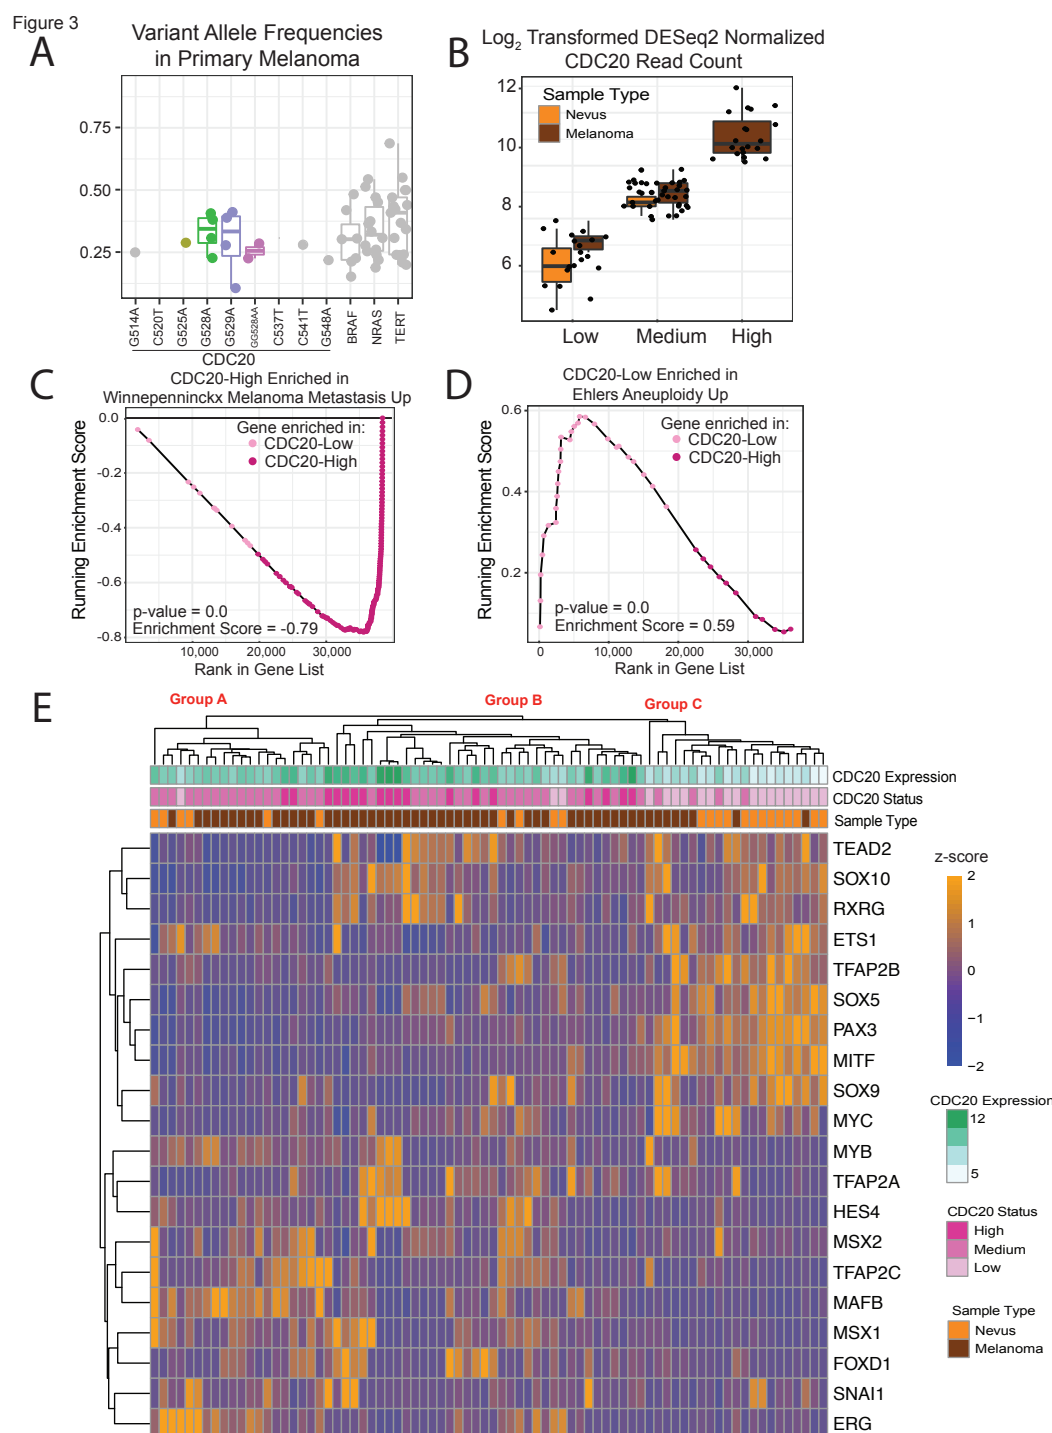 Figure 3
A
Variant Allele Frequencies
in Primary Melanoma
0.75
0.50
0.25
G514A
C520T
G525A
G528A
G529A
GG528AA
C537T
C541T
G548A
BRAF
NRAS
TERT
CDC20
B
Log2 Transformed DESeq2 Normalized
CDC20 Read Count
12
10
8
6
Sample Type
Nevus
Melanoma
Low
Medium
High
C
CDC20-High Enriched in
Winnepenninckx Melanoma Metastasis Up
Running Enrichment Score
0.0
-0.2
-0.4
-0.6
-0.8
Gene enriched in:
CDC20-Low
CDC20-High
p-value = 0.0
Enrichment Score = -0.79
0
10,000
20,000
30,000
Rank in Gene List
D
CDC20-Low Enriched in
Ehlers Aneuploidy Up
Running Enrichment Score
0.6
0.4
0.2
Gene enriched in:
CDC20-Low
CDC20-High
p-value = 0.0
Enrichment Score = 0.59
0
10,000
20,000
30,000
Rank in Gene List
E
Group A
Group B
Group C
CDC20 Expression
CDC20 Status
Sample Type
TEAD2
SOX10
RXRG
ETS1
TFAP2B
SOX5
PAX3
MITF
SOX9
MYC
MYB
TFAP2A
HES4
MSX2
TFAP2C
MAFB
MSX1
FOXD1
SNAI1
ERG
z-score
2
1
0
−1
−2
CDC20 Expression
12
5
CDC20 Status
High
Medium
Low
Sample Type
Nevus
Melanoma